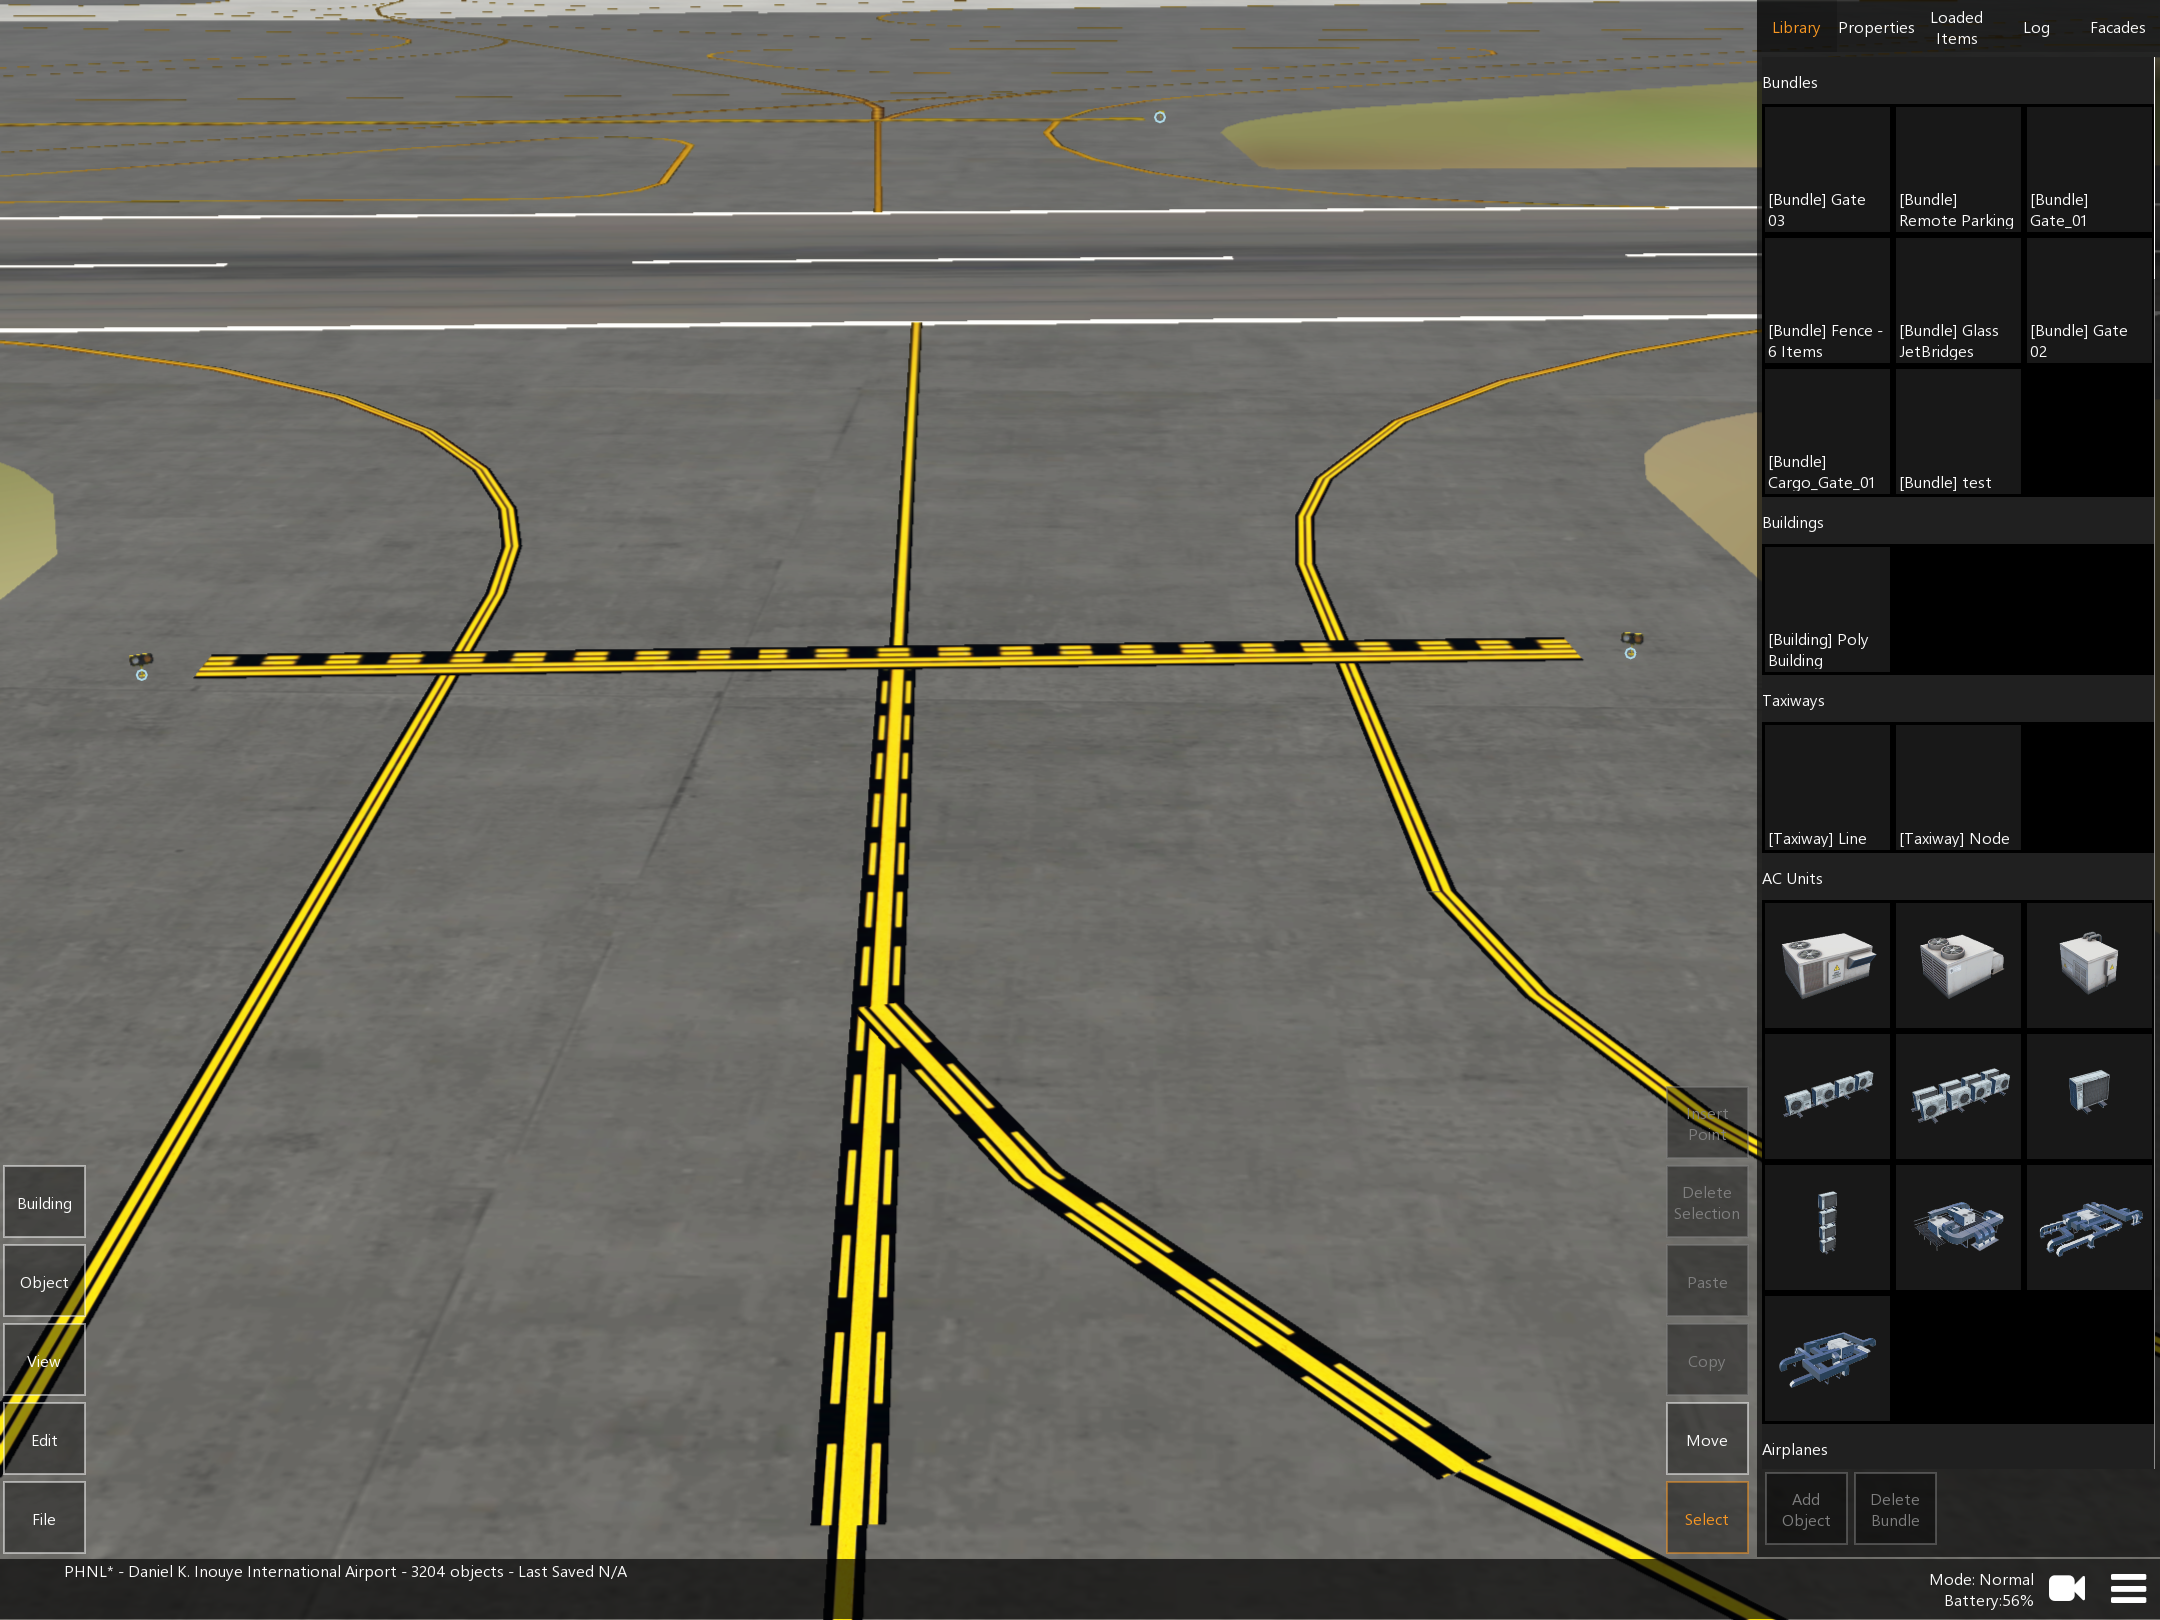 Library
Properties
Loaded
Items
Log
Facades
Bundles
[Bundle] Gate
03
[Bundle]
Remote Parking
[Bundle]
Gate_01
[Bundle] Fence -
6 Items
[Bundle] Glass
JetBridges
[Bundle] Gate
02
[Bundle]
Cargo_Gate_01
[Bundle] test
Buildings
[Building] Poly
Building
Taxiways
[Taxiway] Line
[Taxiway] Node
AC Units
Airplanes
Add
Object
Delete
Bundle
Insert
Point
Delete
Selection
Paste
Copy
Move
Select
Building
Object
View
Edit
File
PHNL* - Daniel K. Inouye International Airport - 3204 objects - Last Saved N/A
Mode: Normal
Battery:56%